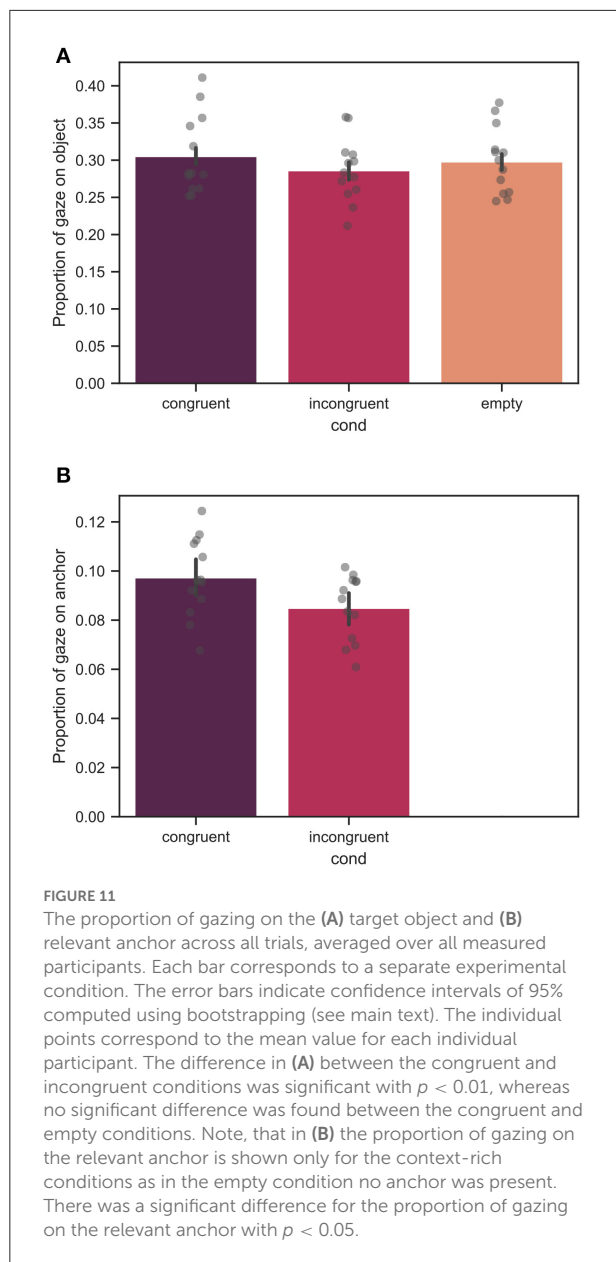 A
0.40
0.35
0.30
0.25
0.20
0.15
0.10
0.05
0.00
Proportion of gaze on object
congruent
incongruent
empty
cond
B
0.12
0.10
0.08
0.06
0.04
0.02
0.00
Proportion of gaze on anchor
congruent
incongruent
cond
FIGURE 11
The proportion of gazing on the (A) target object and (B)
relevant anchor across all trials, averaged over all measured
participants. Each bar corresponds to a separate experimental
condition. The error bars indicate confidence intervals of 95%
computed using bootstrapping (see main text). The individual
points correspond to the mean value for each individual
participant. The difference in (A) between the congruent and
incongruent conditions was significant with p < 0.01, whereas
no significant difference was found between the congruent and
empty conditions. Note, that in (B) the proportion of gazing on
the relevant anchor is shown only for the context-rich
conditions as in the empty condition no anchor was present.
There was a significant difference for the proportion of gazing
on the relevant anchor with p < 0.05.